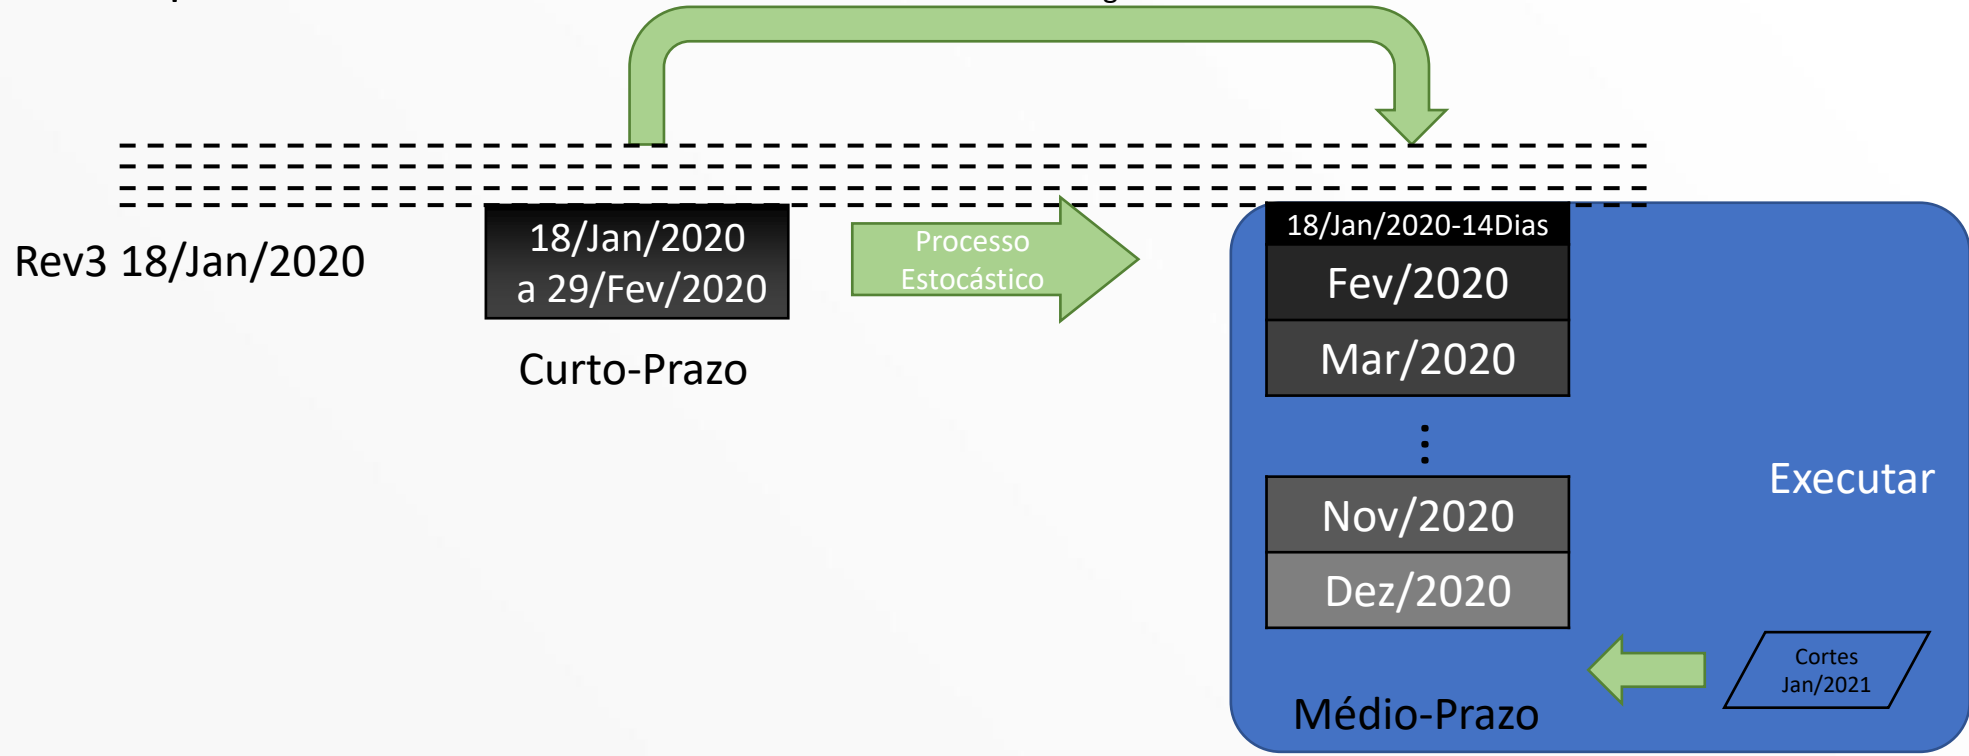 Rev3 18/Jan/2020
18/Jan/2020
a 29/Fev/2020
Curto-Prazo
Processo
Estocástico
18/Jan/2020-14Dias
Fev/2020
Mar/2020
⋮
Nov/2020
Dez/2020
Médio-Prazo
Executar
Cortes
Jan/2021